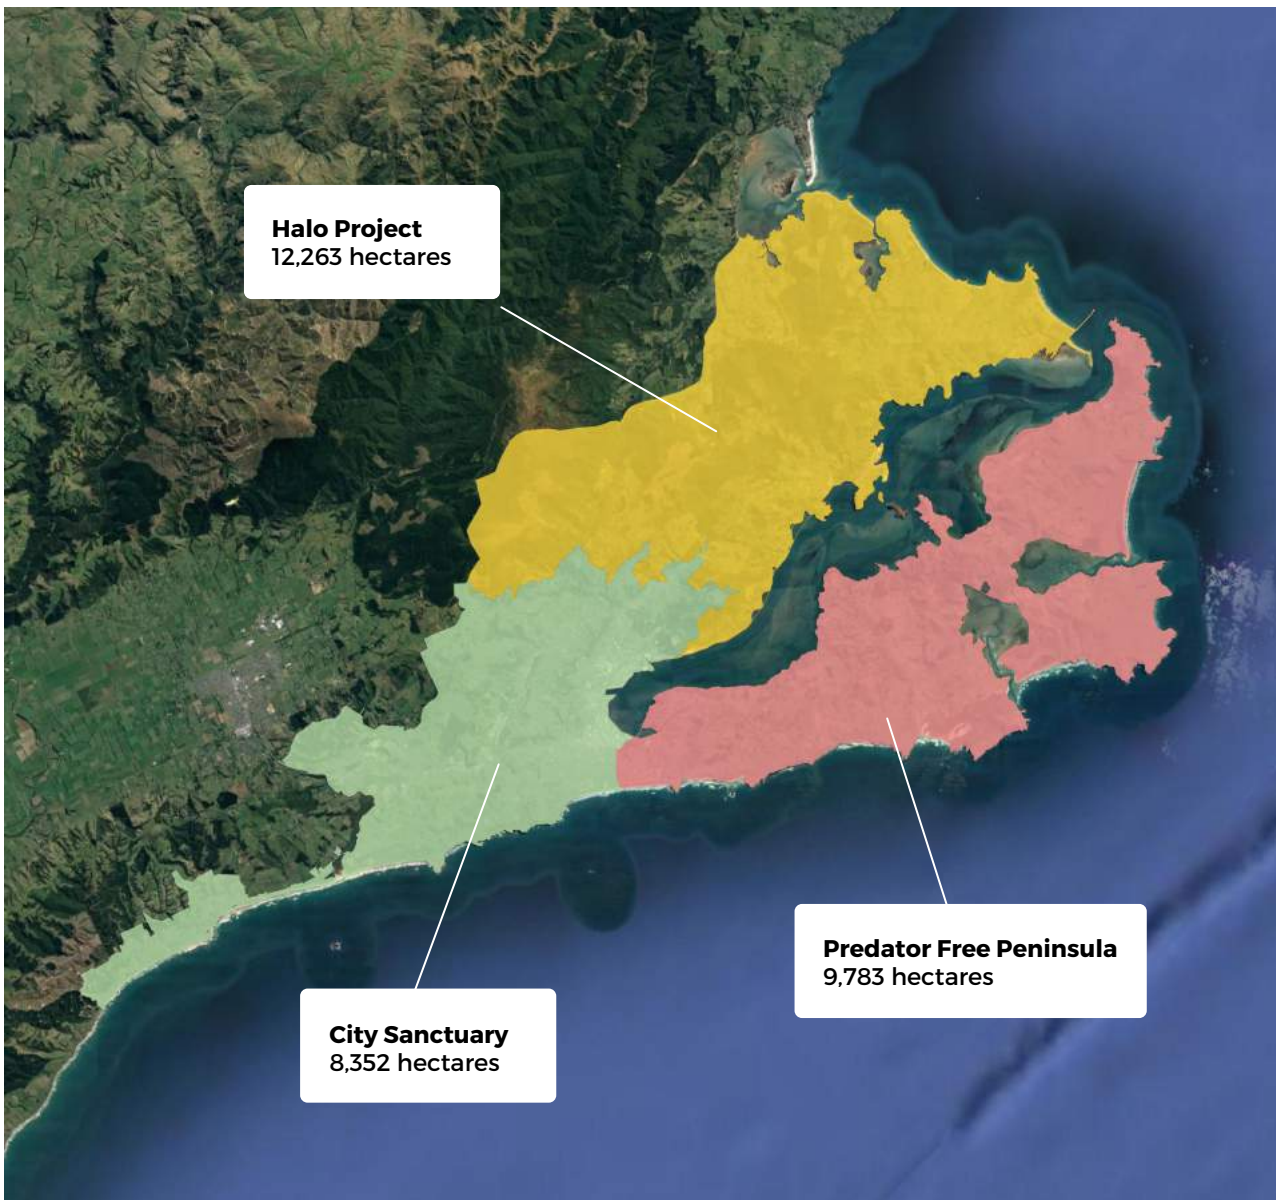 Halo Project
12,263 hectares
Predator Free Peninsula
9,783 hectares
City Sanctuary
8,352 hectares